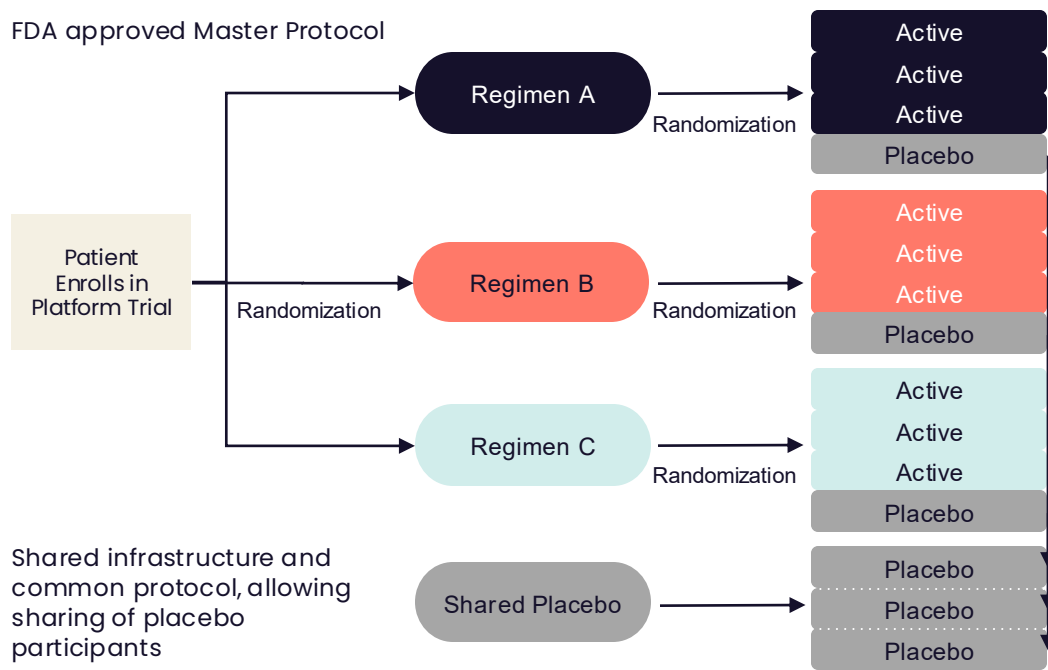 FDA approved Master Protocol
Patient
Enrolls in
Platform Trial
Randomization
Regimen A
Randomization
Active
Active
Active
Placebo
Regimen B
Randomization
Active
Active
Active
Placebo
Regimen C
Randomization
Active
Active
Active
Placebo
Shared infrastructure and
common protocol, allowing
sharing of placebo
participants
Shared Placebo
Placebo
Placebo
Placebo